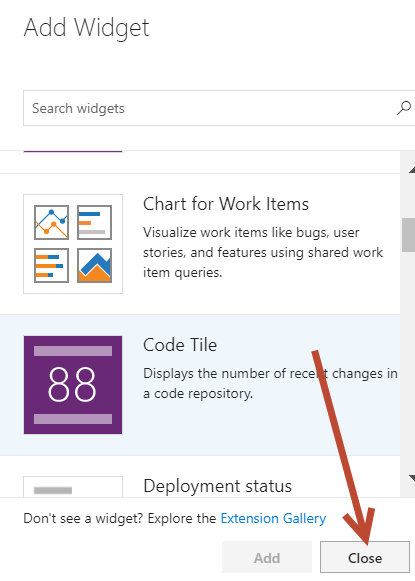 Add Widget
Search widgets
Chart for Work Items
Visualize work items like bugs, user
stories, and features using shared work
item queries.
88
Code Tile
Displays the number of recent changes in
a code repository.
Deployment status
Don't see a widget? Explore the Extension Gallery
Add
Close